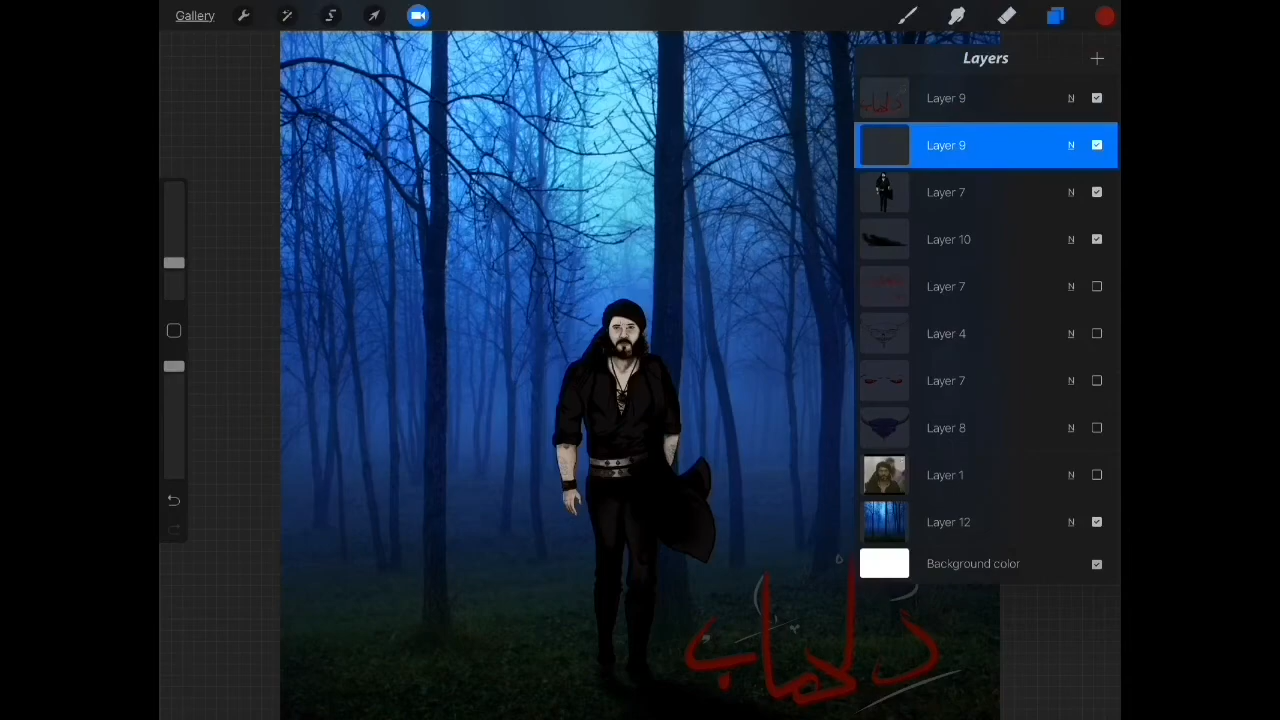 Gallery
Layers
Layer 9 N
Layer 9 N
Layer 7 N
Layer 10 N
Layer 7 N
Layer 4 N
Layer 7 N
Layer 8 N
Layer 1 N
Layer 12 N
Background color